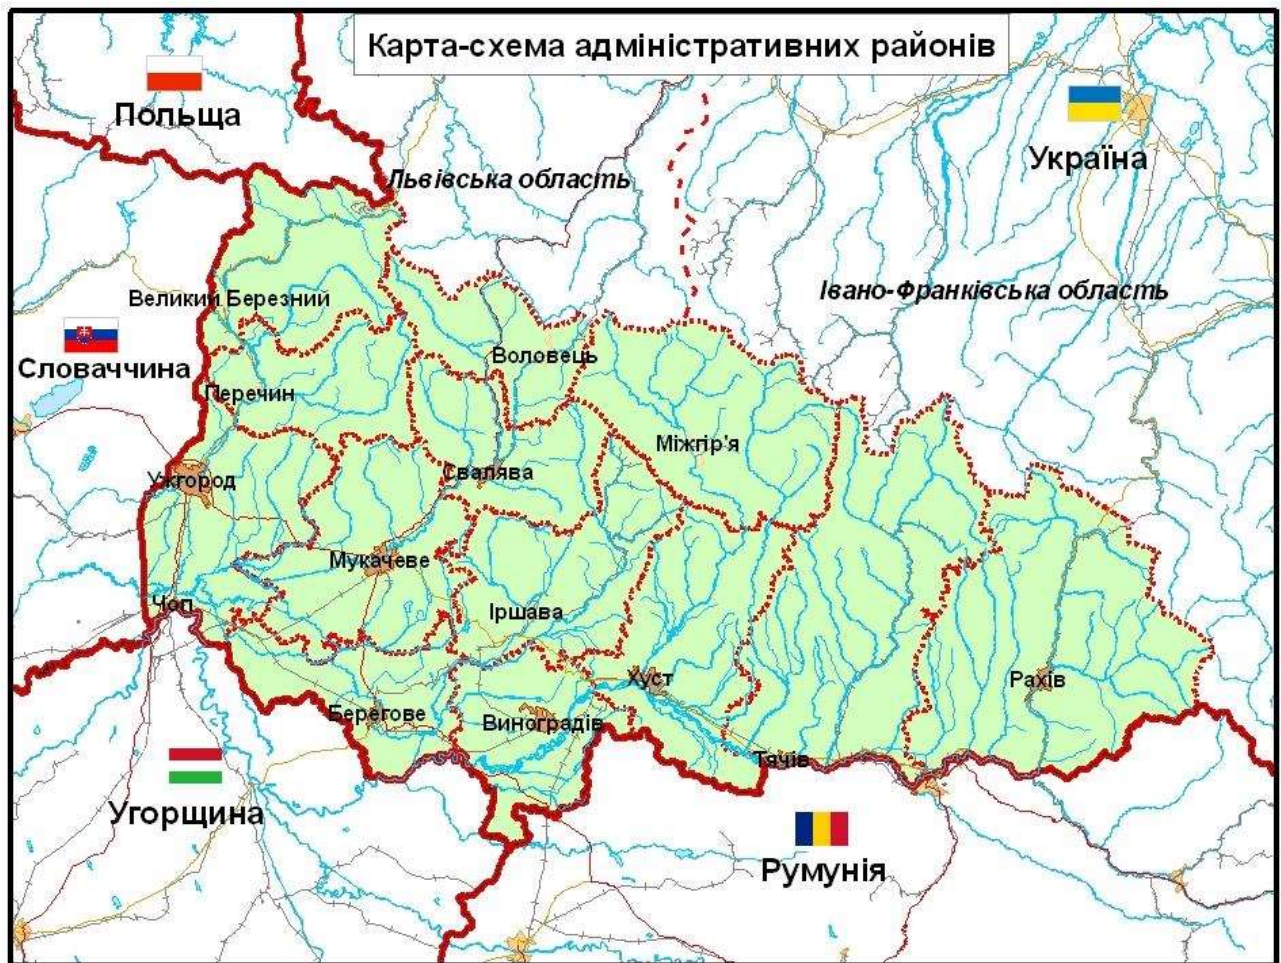 Карта-схема адміністративних районів
Польща
Україна
Львівська область
Івано-Франківська область
Великий Березний
Словаччина
Воловець
Перечин
Міжгір'я
Свалява
Ужгород
Мукачеве
Чоп
Іршава
Хуст
Рахів
Берегове
Виноградів
Тячів
Угорщина
Румунія